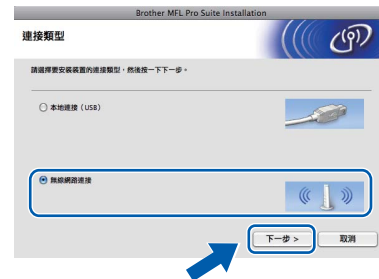 Brother MFL Pro Suite Installation
連接類型
請選擇要安裝裝置的連接類型，然後按一下下一步。
本地連接（USB）
無線網路連接
下一步 >
取消